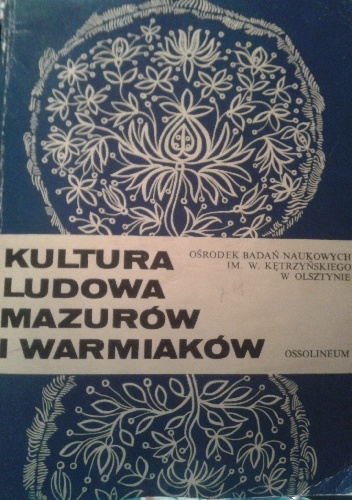 KULTURA
LUDOWA
MAZURÓW
I WARMIAKÓW
OŚRODEK BADAŃ NAUKOWYCH
IM. W. KĘTRZYŃSKIEGO
W OLSZTYNIE
OSSOLINEUM